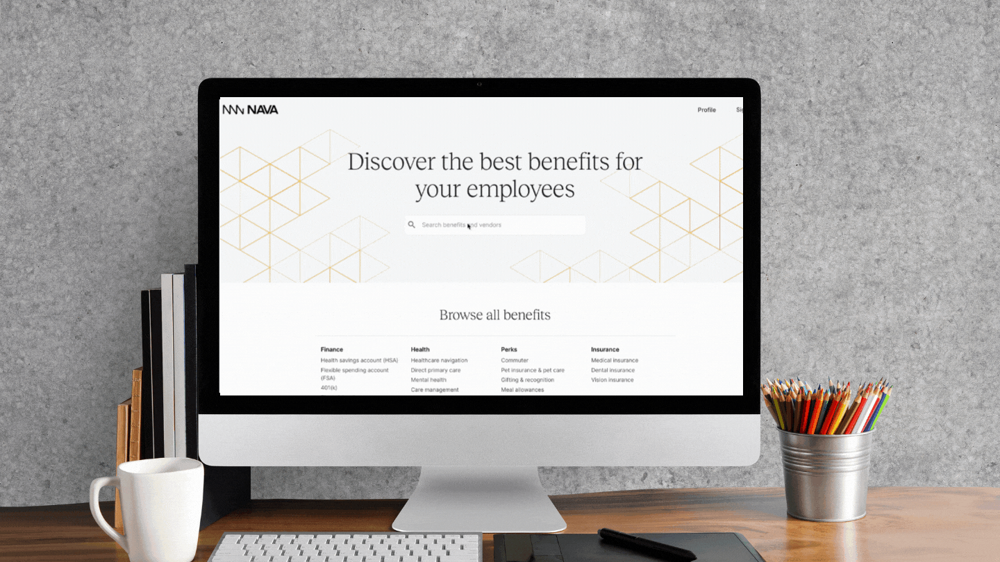 NAVA
Profile
Discover the best benefits for
your employees
Search benefits and vendors
Browse all benefits
Finance
Health savings account (HSA)
Flexible spending account
(FSA)
401(k)
Health
Healthcare navigation
Direct primary care
Mental health
Care management
Perks
Commuter
Pet insurance & pet care
Gifting & recognition
Meal allowances
Insurance
Medical insurance
Dental insurance
Vision insurance